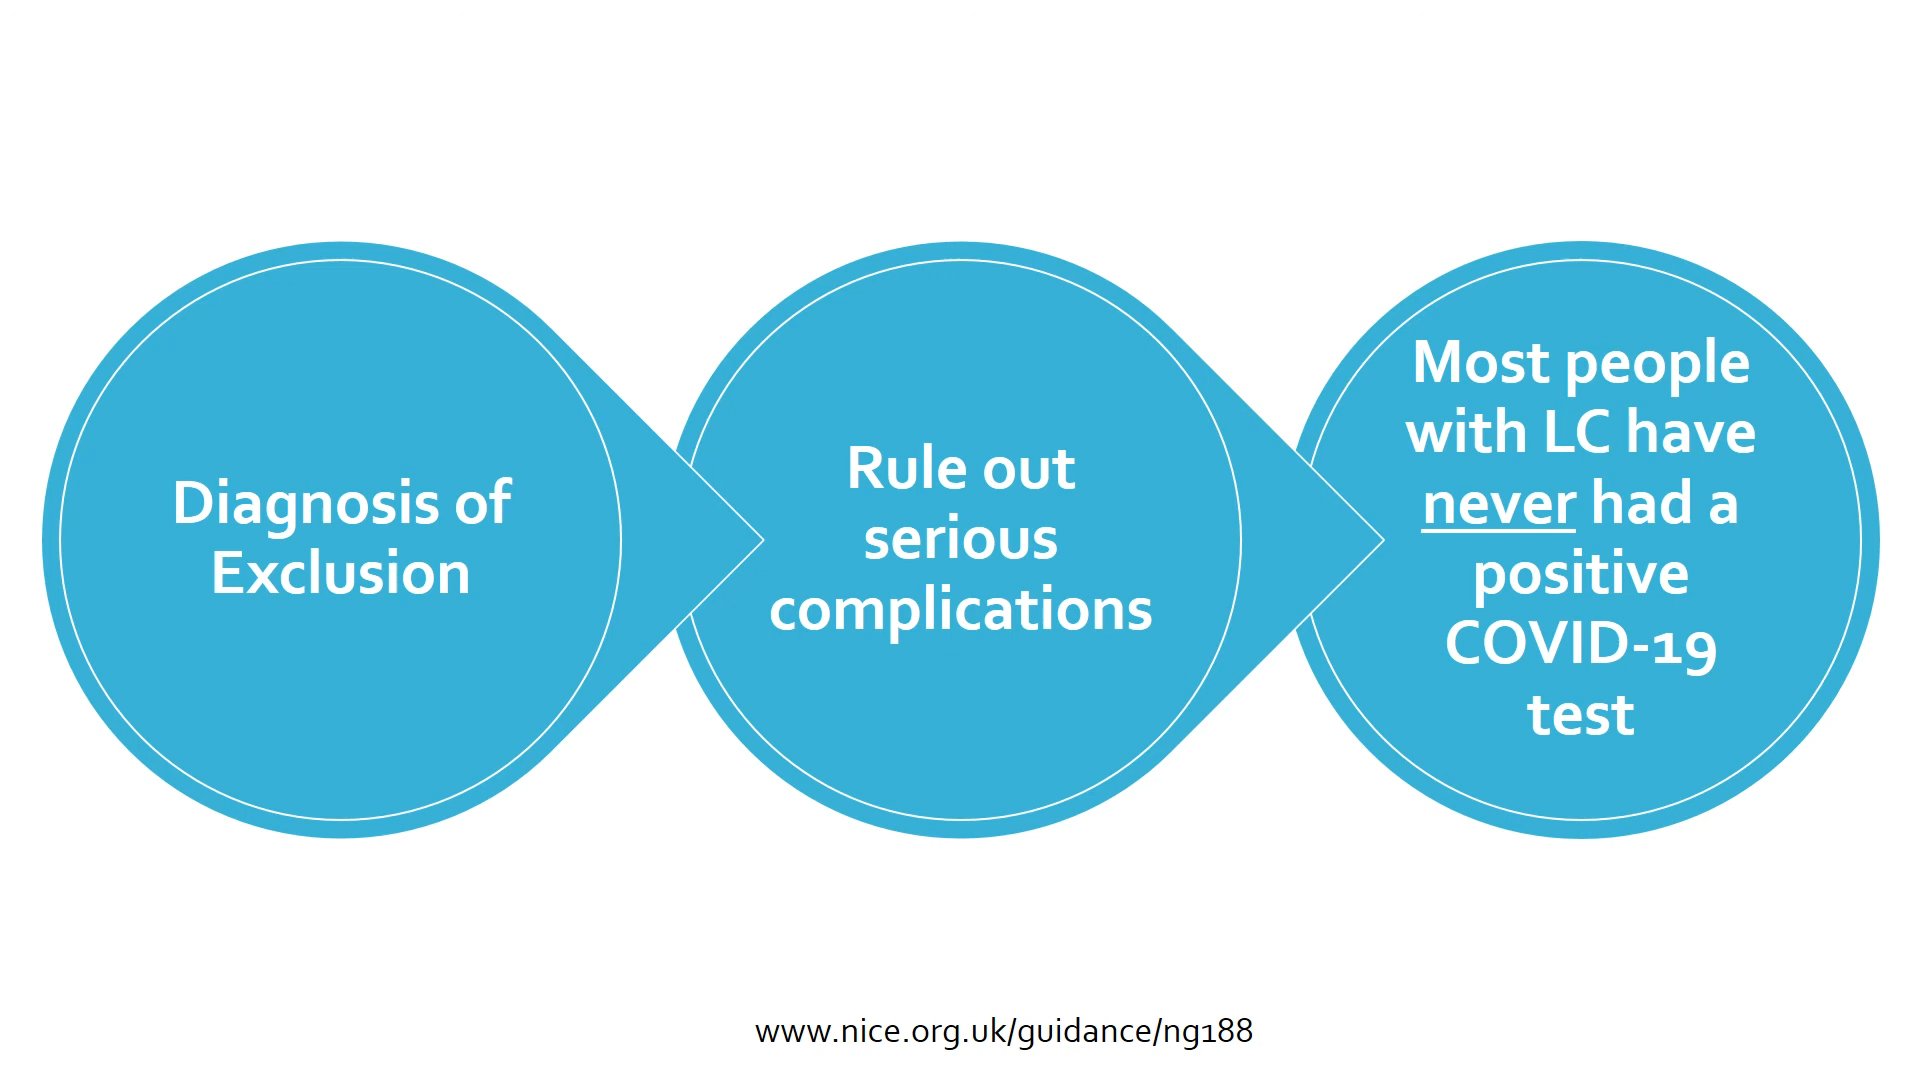 Diagnosis of
Exclusion
Rule out
serious
complications
Most people
with LC have
never had a
positive
COVID-19
test
www.nice.org.uk/guidance/ng188